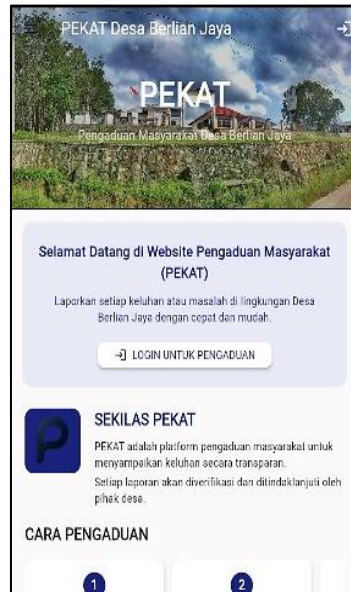 PEKAT Desa Berlian Jaya
PEKAT
Pengaduan Masyarakat Desa Berlian Jaya
Selamat Datang di Website Pengaduan Masyarakat
(PEKAT)
Laporkan setiap keluhan atau masalah di lingkungan Desa
Berlian Jaya dengan cepat dan mudah.
LOGIN UNTUK PENGADUAN
P
SEKILAS PEKAT
PEKAT adalah platform pengaduan masyarakat untuk
menyampaikan keluhan secara transparan.
Setiap laporan akan diverifikasi dan ditindaklanjuti oleh
pihak desa.
CARA PENGADUAN
1 2